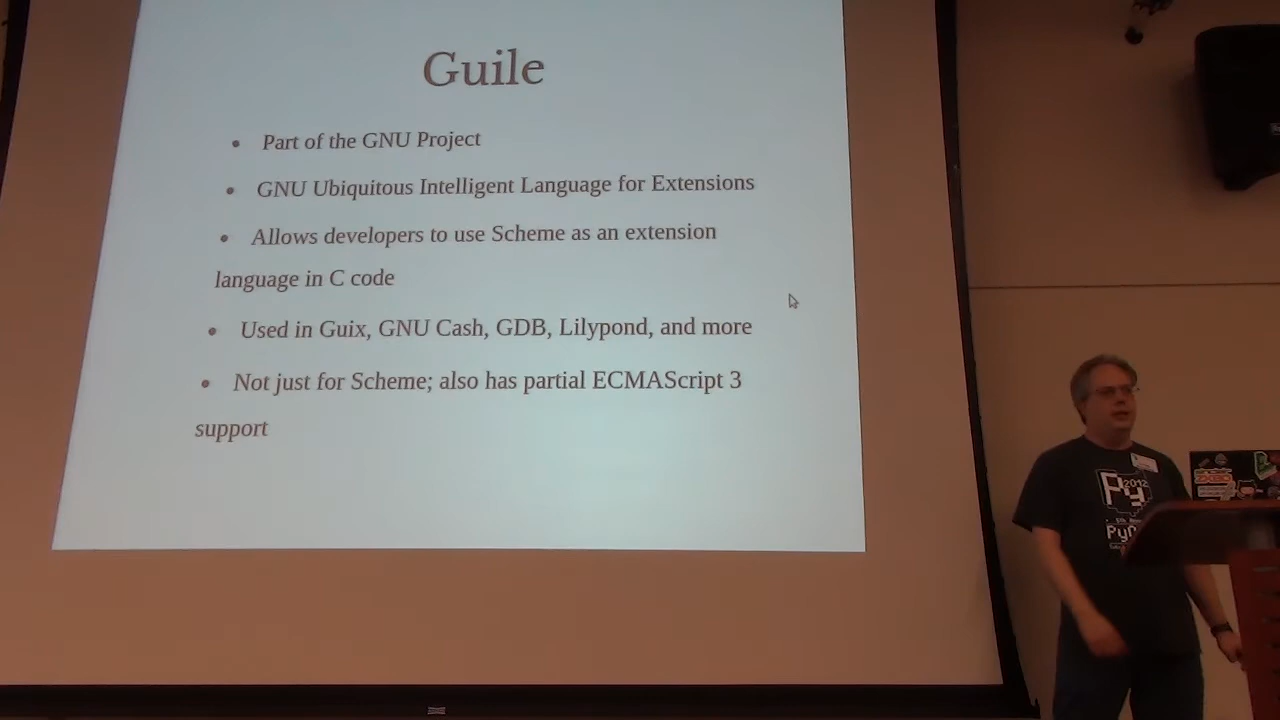 Guile
• Part of the GNU Project
• GNU Ubiquitous Intelligent Language for Extensions
• Allows developers to use Scheme as an extension
language in C code
• Used in Guix, GNU Cash, GDB, Lilypond, and more
• Not just for Scheme; also has partial ECMAScript 3
support
2012
Py